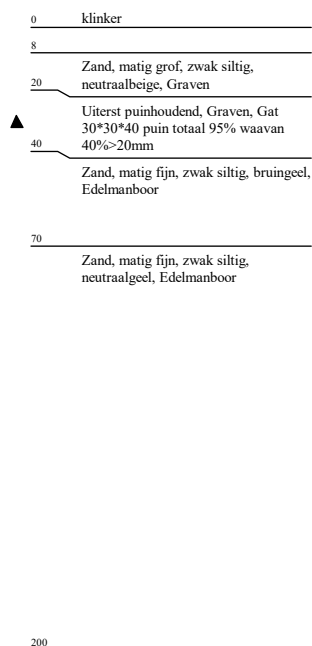 0 klinker
8
Zand, matig grof, zwak siltig,
20 neutraalbeige, Graven
Uiterst puinhoudend, Graven, Gat
30*30*40 puin totaal 95% waavan
40 40%>20mm
Zand, matig fijn, zwak siltig, bruingeel,
Edelmanboor
70
Zand, matig fijn, zwak siltig,
neutraalgeel, Edelmanboor
200